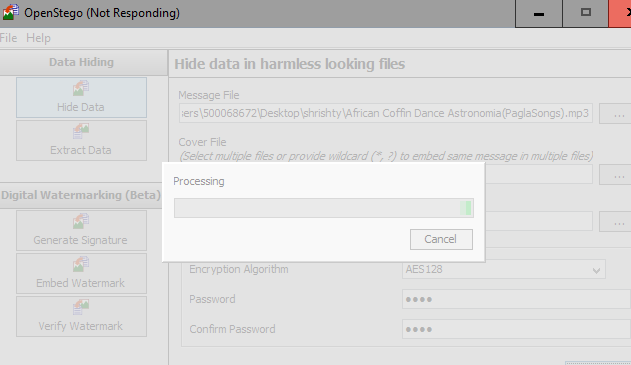 OpenStego (Not Responding)
File Help
Data Hiding
Hide Data
Extract Data
Digital Watermarking (Beta)
Generate Signature
Embed Watermark
Verify Watermark
Hide data in harmless looking files
Message File
sers\500068672\Desktop\shrishty\African Coffin Dance Astronomia(PaglaSongs).mp3
...
Cover File
(Select multiple files or provide wildcard (*, ?) to embed same message in multiple files)
...
Processing
...
Cancel
Encryption Algorithm AES128
Password ••••
Confirm Password ••••